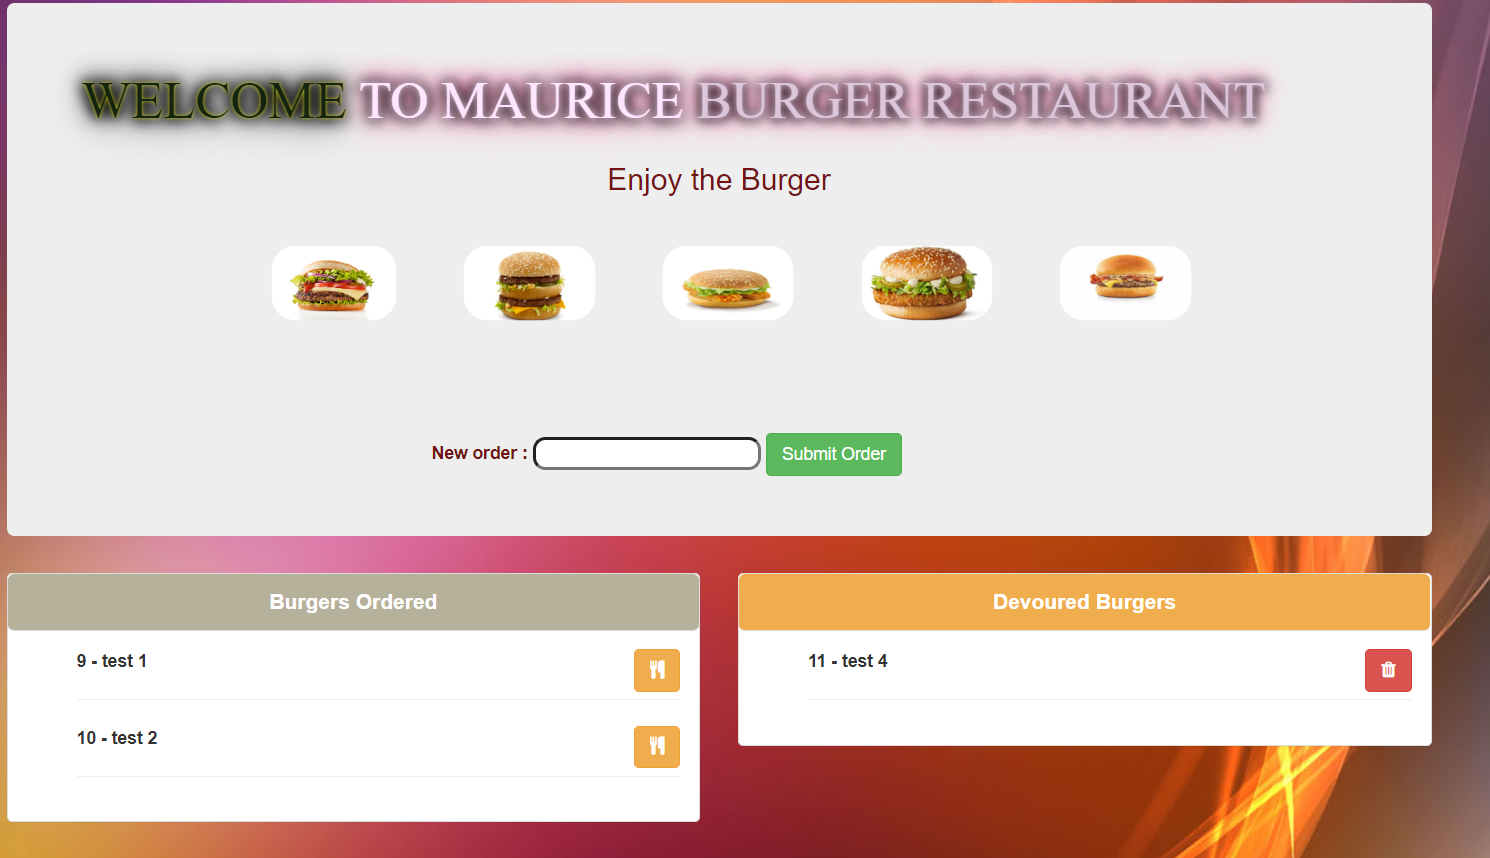 WELCOME TO MAURICE BURGER RESTAURANT
Enjoy the Burger
New order :
Submit Order
Burgers Ordered
9 - test 1
10 - test 2
Devoured Burgers
11 - test 4